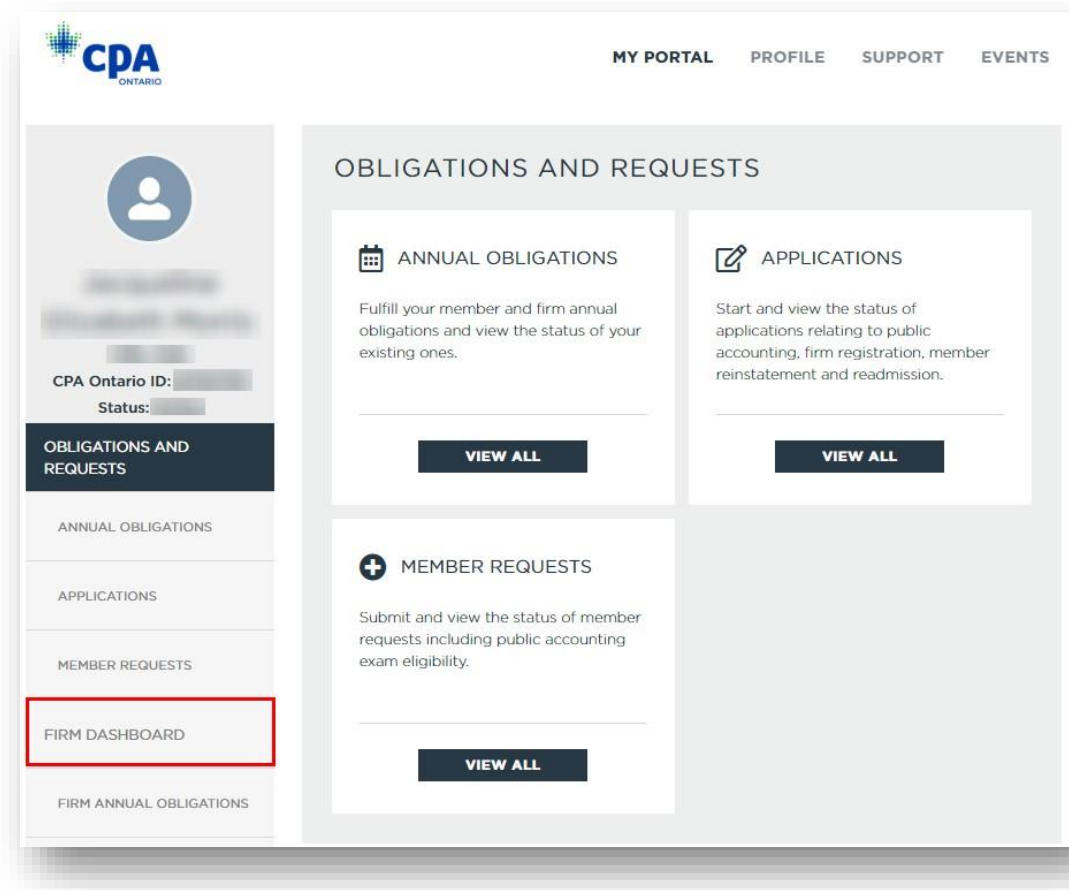 CPA
ONTARIO
MY PORTAL PROFILE SUPPORT EVENTS
CPA Ontario ID:
Status:
OBLIGATIONS AND
REQUESTS
ANNUAL OBLIGATIONS
APPLICATIONS
MEMBER REQUESTS
FIRM DASHBOARD
FIRM ANNUAL OBLIGATIONS
OBLIGATIONS AND REQUESTS
ANNUAL OBLIGATIONS
Fulfill your member and firm annual
obligations and view the status of your
existing ones.
VIEW ALL
APPLICATIONS
Start and view the status of
applications relating to public
accounting, firm registration, member
reinstatement and readmission.
VIEW ALL
MEMBER REQUESTS
Submit and view the status of member
requests including public accounting
exam eligibility.
VIEW ALL